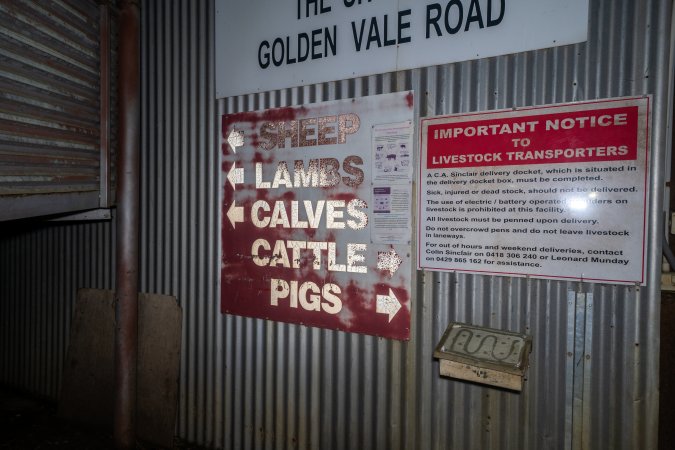 THE
GOLDEN VALE ROAD
SHEEP
LAMBS
CALVES
CATTLE
PIGS
IMPORTANT NOTICE
TO
LIVESTOCK TRANSPORTERS
A C.A. Sinclair delivery docket, which is situated in
the delivery docket box, must be completed.
Sick, injured or dead stock, should not be delivered.
The use of electric / battery operated on
livestock is prohibited at this facility.
All livestock must be penned upon delivery.
Do not overcrowd pens and do not leave livestock
in laneways.
For out of hours and weekend deliveries, contact
Colin Sinclair on 0418 306 240 or Leonard Munday
on 0429 865 162 for assistance.